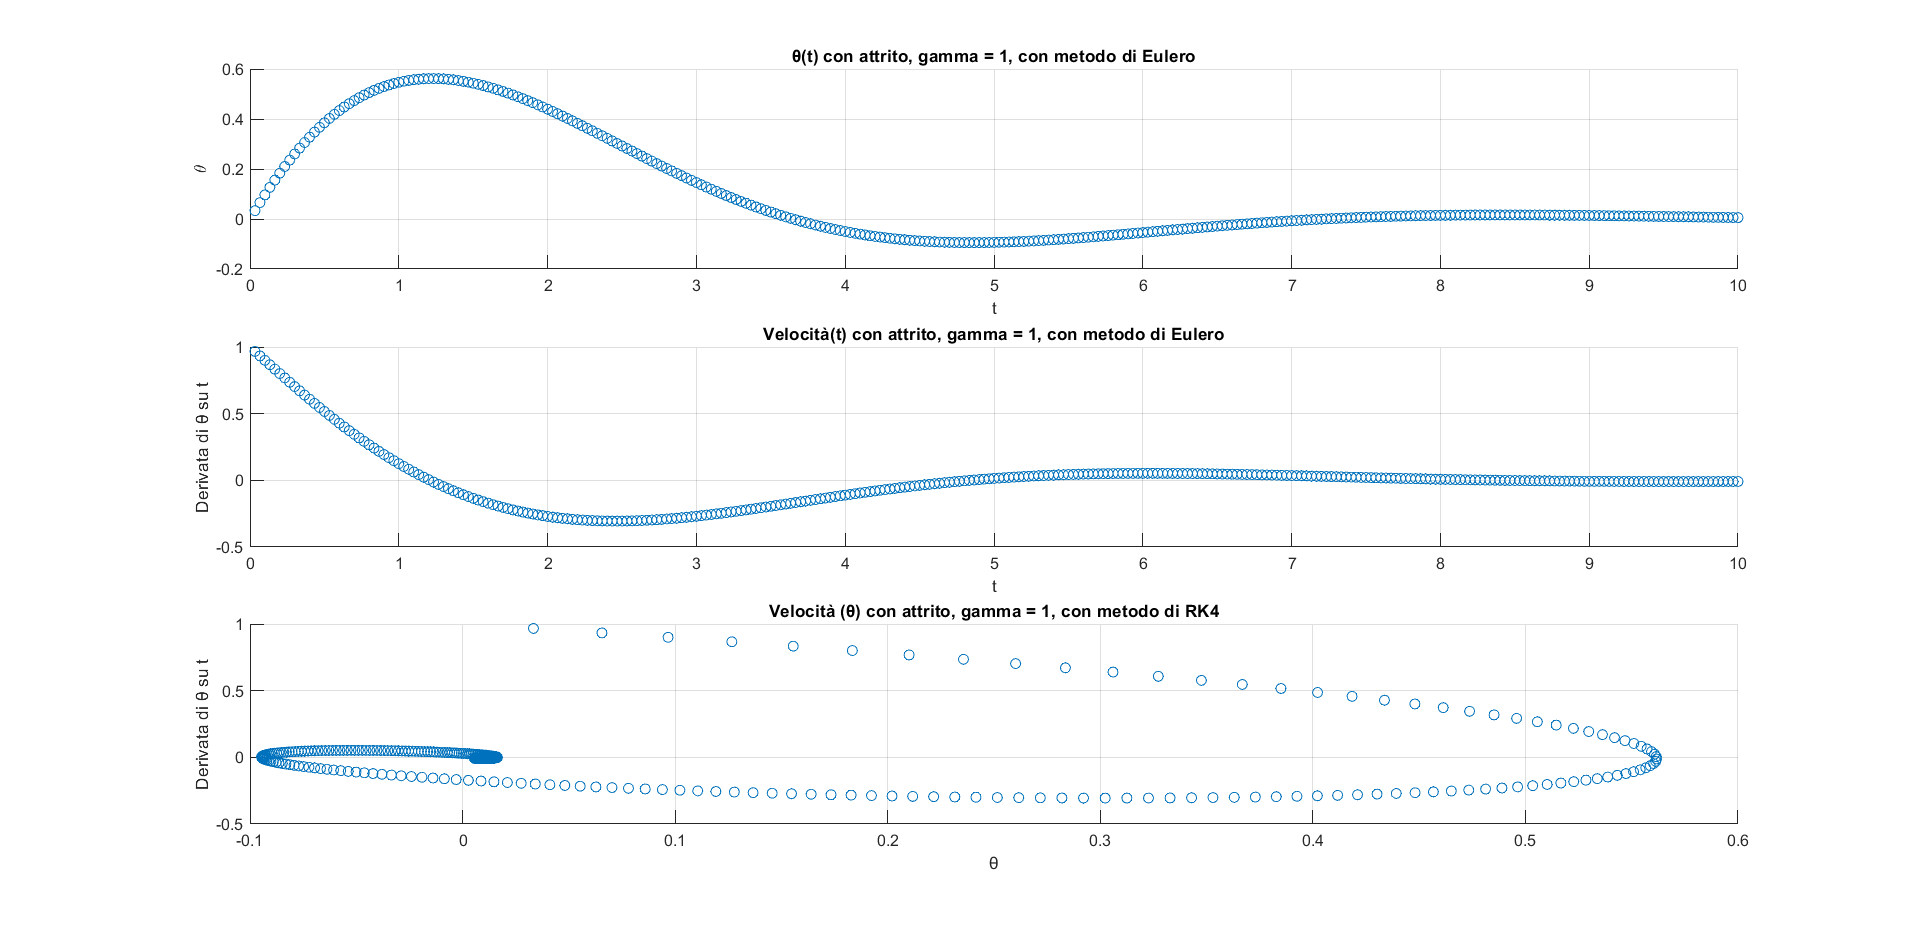 θ(t) con attrito, gamma = 1, con metodo di Eulero
0.6
0.4
0.2
0
-0.2
θ
0 1 2 3 4 5 6 7 8 9 10
t
Velocità(t) con attrito, gamma = 1, con metodo di Eulero
1
0.5
0
-0.5
Derivata di θ su t
0 1 2 3 4 5 6 7 8 9 10
t
Velocità (θ) con attrito, gamma = 1, con metodo di RK4
1
0.5
0
-0.5
Derivata di θ su t
-0.1 0 0.1 0.2 0.3 0.4 0.5 0.6
θ